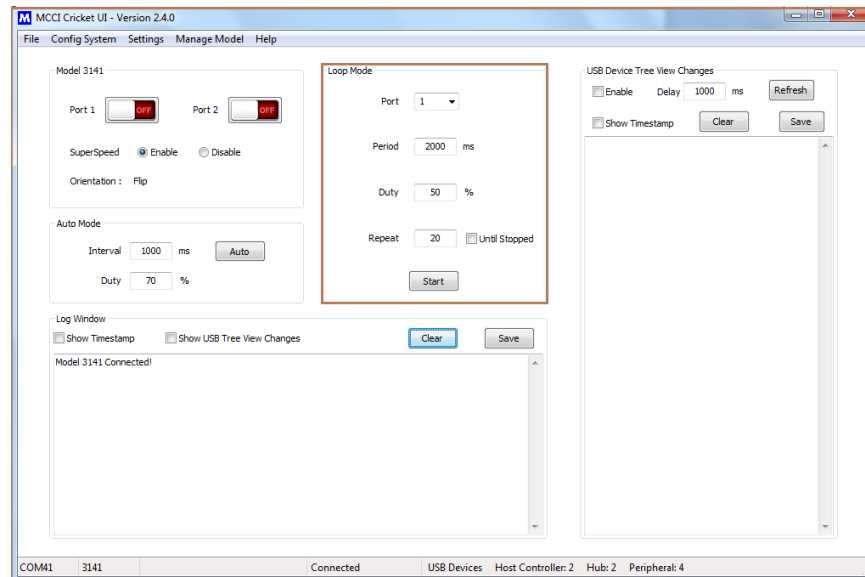 M MCCI Cricket UI - Version 2.4.0
File Config System Settings Manage Model Help
Model 3141
Port 1 OFF Port 2 OFF
SuperSpeed Enable Disable
Orientation : Flip
Auto Mode
Interval 1000 ms Auto
Duty 70 %
Loop Mode
Port 1
Period 2000 ms
Duty 50 %
Repeat 20 Until Stopped
Start
USB Device Tree View Changes
Enable Delay 1000 ms Refresh
Show Timestamp Clear Save
Log Window
Show Timestamp Show USB Tree View Changes Clear Save
Model 3141 Connected!
COM41 3141 Connected USB Devices Host Controller: 2 Hub: 2 Peripheral: 4